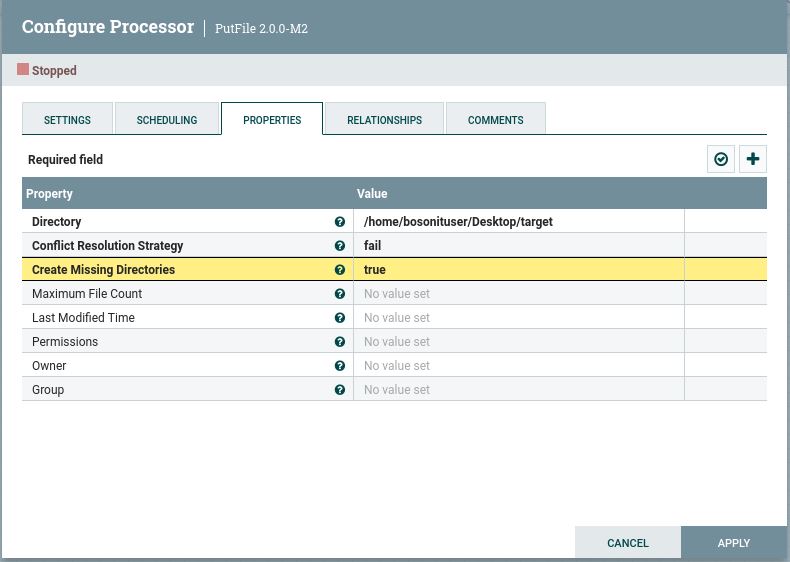 Configure Processor | PutFile 2.0.0-M2
Stopped
SETTINGS SCHEDULING PROPERTIES RELATIONSHIPS COMMENTS
Required field
Property Value
Directory /home/bosonituser/Desktop/target
Conflict Resolution Strategy fail
Create Missing Directories true
Maximum File Count No value set
Last Modified Time No value set
Permissions No value set
Owner No value set
Group No value set
CANCEL APPLY